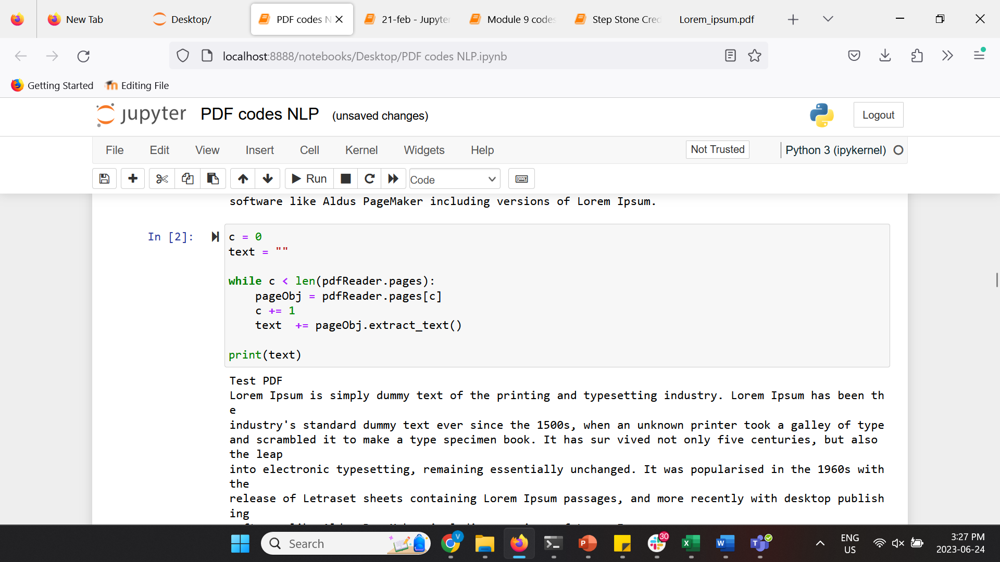 New Tab
Desktop/
PDF codes N
21-feb - Jupyter
Module 9 codes
Step Stone Cred
Lorem_ipsum.pdf
localhost:8888/notebooks/Desktop/PDF codes NLP.ipynb
Getting Started
Editing File
jupyter PDF codes NLP (unsaved changes)
Logout
File Edit View Insert Cell Kernel Widgets Help
Not Trusted
Python 3 (ipykernel)
Run
Code
software like Aldus PageMaker including versions of Lorem Ipsum.
In [2]:
c = 0
text = ""
while c < len(pdfReader.pages):
    pageObj = pdfReader.pages[c]
    c += 1
    text  += pageObj.extract_text()
print(text)
Test PDF
Lorem Ipsum is simply dummy text of the printing and typesetting industry. Lorem Ipsum has been th
e
industry's standard dummy text ever since the 1500s, when an unknown printer took a galley of type
and scrambled it to make a type specimen book. It has sur vived not only five centuries, but also
the leap
into electronic typesetting, remaining essentially unchanged. It was popularised in the 1960s with
the
release of Letraset sheets containing Lorem Ipsum passages, and more recently with desktop publish
ing
Search
V
P
30
X
W
T
ENG
US
3:27 PM
2023-06-24